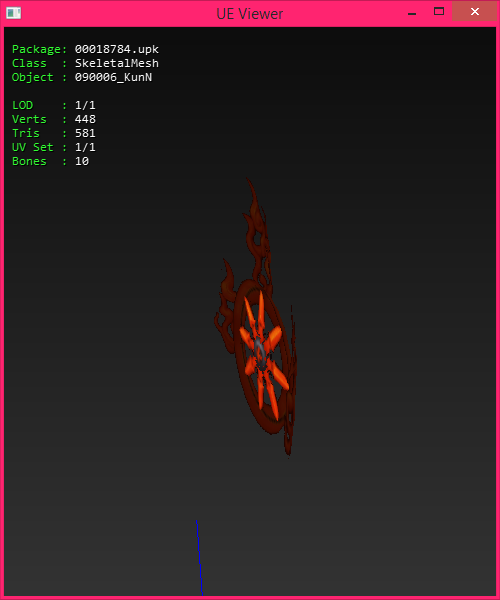 UE Viewer
Package: 00018784.upk
Class : SkeletalMesh
Object : 090006_KunN
LOD : 1/1
Verts : 448
Tris : 581
UV Set : 1/1
Bones : 10